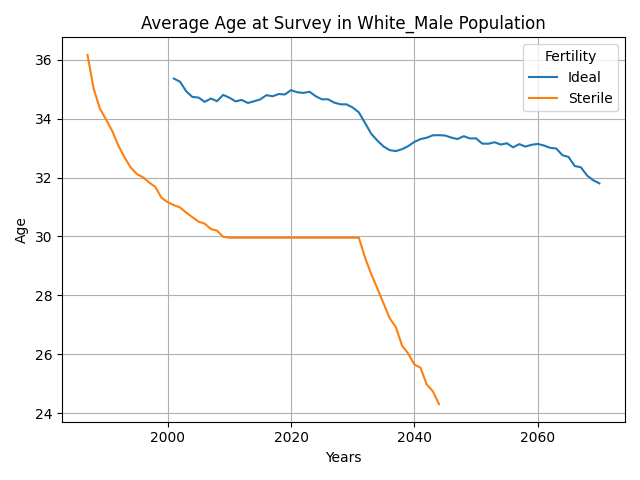 Average Age at Survey in White_Male Population
Fertility
Ideal
Sterile
Age
36
34
32
30
28
26
24
2000
2020
2040
2060
Years